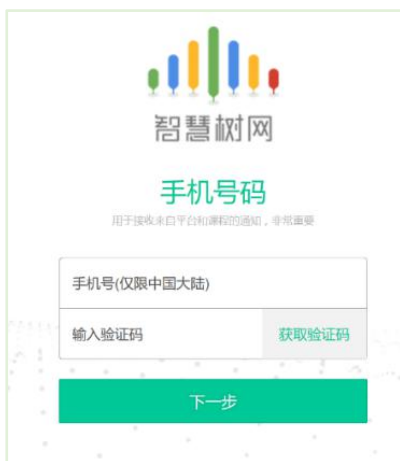 智慧树网
手机号码
用于接收来自平台和课程的通知，非常重要
手机号(仅限中国大陆)
输入验证码 获取验证码
下一步